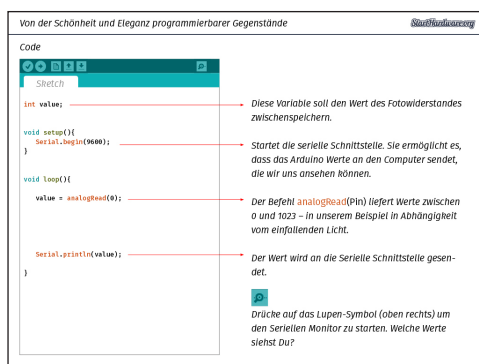 Von der Schönheit und Eleganz programmierbarer Gegenstände
StartHardware.org
Code
Sketch
int value;
Diese Variable soll den Wert des Fotowiderstandes
zwischenspeichern.
void setup(){
Serial.begin(9600);
}
Startet die serielle Schnittstelle. Sie ermöglicht es,
dass das Arduino Werte an den Computer sendet,
die wir uns ansehen können.
void loop(){
value = analogRead(0);
Der Befehl analogRead(Pin) liefert Werte zwischen
0 und 1023 – in unserem Beispiel in Abhängigkeit
vom einfallenden Licht.
Serial.println(value);
Der Wert wird an die Serielle Schnittstelle gesen-
det.
}
Drücke auf das Lupen-Symbol (oben rechts) um
den Seriellen Monitor zu starten. Welche Werte
siehst Du?